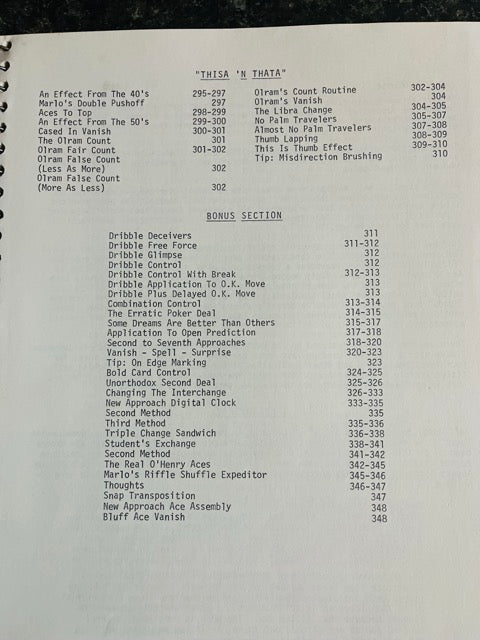 "THISA 'N THATA"
An Effect From The 40's 295-297
Marlo's Double Pushoff 297
Aces To Top 298-299
An Effect From The 50's 299-300
Cased In Vanish 300-301
The Olram Count 301
Olram Fair Count 301-302
Olram False Count
(Less As More) 302
Olram False Count
(More As Less) 302
Olram's Count Routine 302-304
Olram's Vanish 304
The Libra Change 304-305
No Palm Travelers 305-307
Almost No Palm Travelers 307-308
Thumb Lapping 308-309
This Is Thumb Effect 309-310
Tip: Misdirection Brushing 310
BONUS SECTION
Dribble Deceivers 311
Dribble Free Force 311-312
Dribble Glimpse 312
Dribble Control 312
Dribble Control With Break 312-313
Dribble Application To O.K. Move 313
Dribble Plus Delayed O.K. Move 313
Combination Control 313-314
The Erratic Poker Deal 314-315
Some Dreams Are Better Than Others 315-317
Application To Open Prediction 317-318
Second to Seventh Approaches 318-320
Vanish - Spell - Surprise 320-323
Tip: On Edge Marking 323
Bold Card Control 324-325
Unorthodox Second Deal 325-326
Changing The Interchange 326-333
New Approach Digital Clock 333-335
Second Method 335
Third Method 335-336
Triple Change Sandwich 336-338
Student's Exchange 338-341
Second Method 341-342
The Real O'Henry Aces 342-345
Marlo's Riffle Shuffle Expeditor 345-346
Thoughts 346-347
Snap Transposition 347
New Approach Ace Assembly 348
Bluff Ace Vanish 348